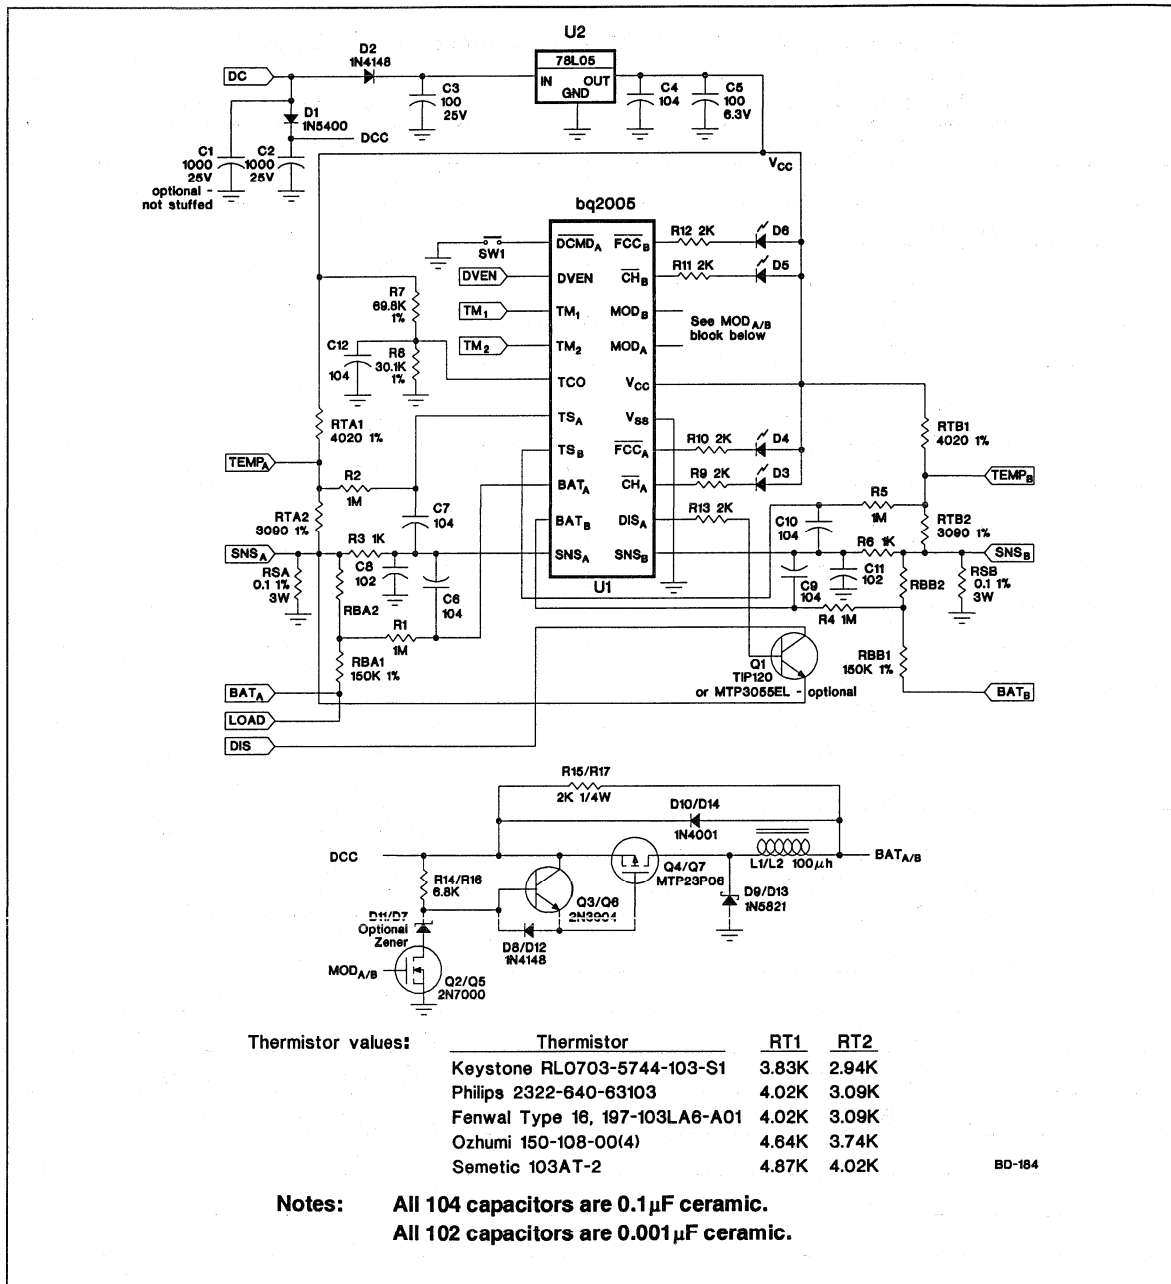 U2
D2
1N4148
78L05
DC
IN OUT
GND
C3
100
25V
C4
104
C5
100
6.3V
D1
1N5400
DCC
C1
1000
25V
optional -
not stuffed
C2
1000
25V
VCC
bq2005
DCMDA
FCCB
R12 2K
D6
SW1
DVEN
DVEN
CHB
R11 2K
D5
R7
69.8K
1%
TM1
TM1
MODB
See MODA/B
block below
C12
104
R8
30.1K
1%
TM2
TM2
MODA
TCO
VCC
RTA1
4020 1%
TSA
VSS
RTB1
4020 1%
TEMPA
TSB
FCCA
R10 2K
D4
TEMPB
R2
1M
BATA
CHA
R9 2K
D3
R5
1M
RTA2
3090 1%
C7
104
BATB
DISA
R13 2K
C10
104
RTB2
3090 1%
SNSA
R3 1K
SNSA
SNSB
R6 1K
SNSB
RSA
0.1 1%
3W
C8
102
C6
104
U1
C9
104
C11
102
RBB2
RSB
0.1 1%
3W
RBA2
R1
1M
R4 1M
RBA1
150K 1%
Q1
TIP120
or MTP3055EL - optional
RBB1
150K 1%
BATA
BATB
LOAD
DIS
R15/R17
2K 1/4W
D10/D14
1N4001
DCC
Q4/Q7
MTP23P06
L1/L2 100μh
BATA/B
R14/R16
6.8K
Q3/Q6
2N3904
D9/D13
1N5821
D11/D7
Optional
Zener
D8/D12
1N4148
MODA/B
Q2/Q5
2N7000
Thermistor values:
Thermistor RT1 RT2
Keystone RL0703-5744-103-S1 3.83K 2.94K
Philips 2322-640-63103 4.02K 3.09K
Fenwal Type 16, 197-103LA6-A01 4.02K 3.09K
Ozhumi 150-108-00(4) 4.64K 3.74K
Semetic 103AT-2 4.87K 4.02K
BD-184
Notes: All 104 capacitors are 0.1μF ceramic.
All 102 capacitors are 0.001μF ceramic.